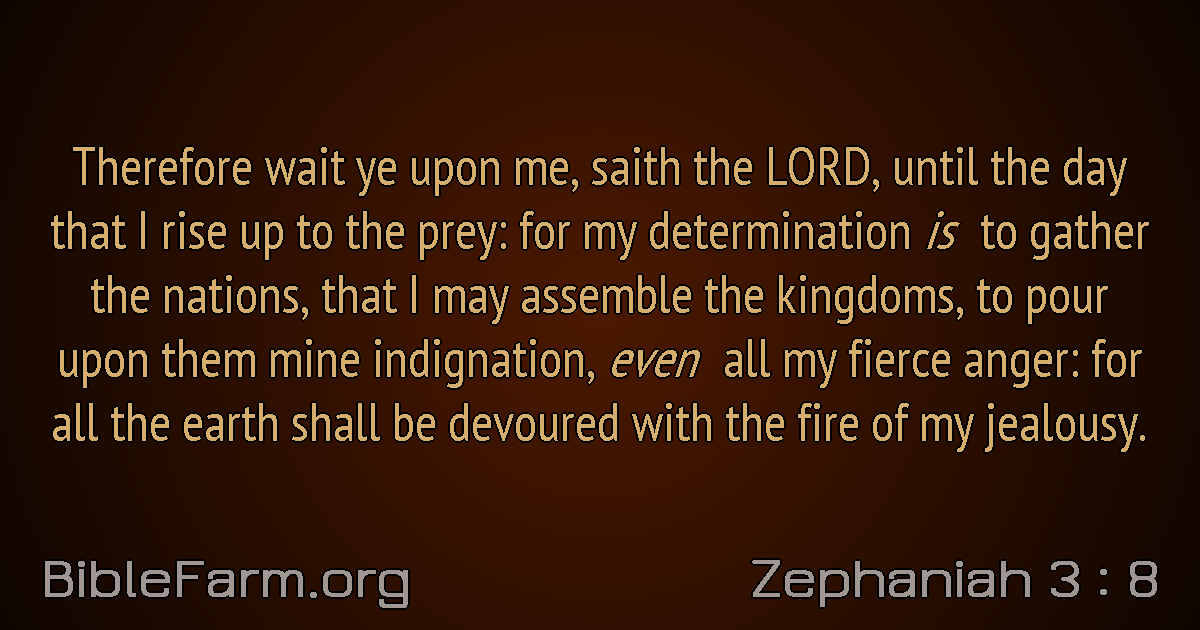 Therefore wait ye upon me, saith the LORD, until the day
that I rise up to the prey: for my determination is to gather
the nations, that I may assemble the kingdoms, to pour
upon them mine indignation, even all my fierce anger: for
all the earth shall be devoured with the fire of my jealousy.
BibleFarm.org
Zephaniah 3 : 8